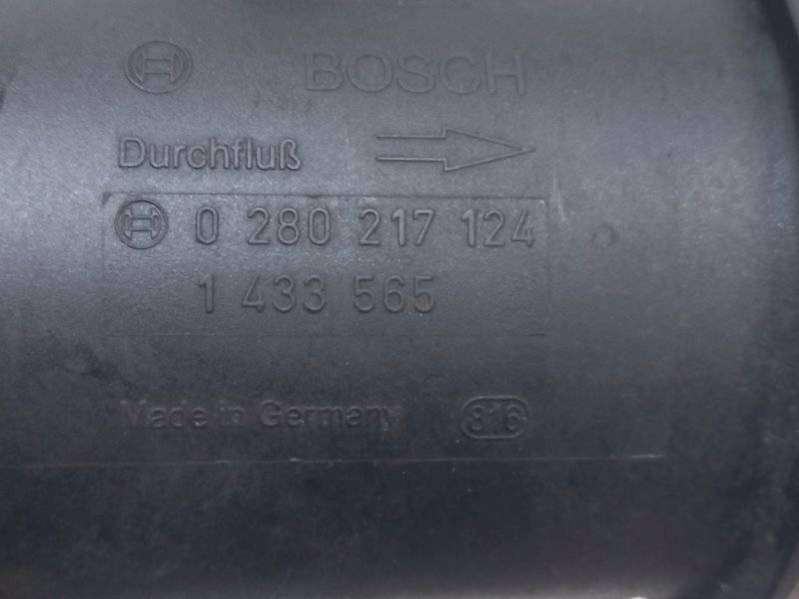 BOSCH
Durchfluß
0 280 217 124
1 433 565
Made in Germany 816